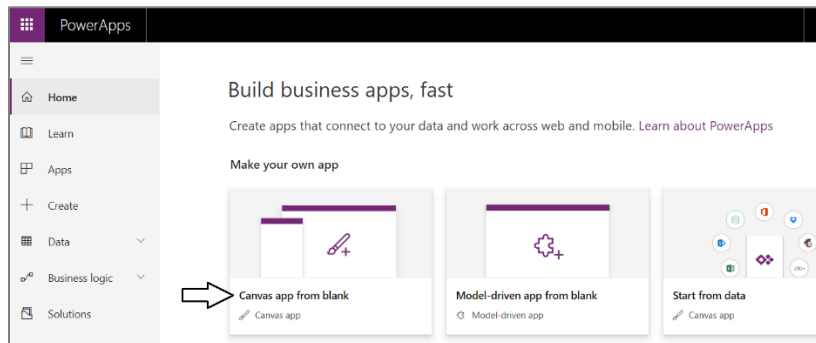 PowerApps
Home
Learn
Apps
Create
Data
Business logic
Solutions
Build business apps, fast
Create apps that connect to your data and work across web and mobile. Learn about PowerApps
Make your own app
Canvas app from blank
Canvas app
Model-driven app from blank
Model-driven app
200+
Start from data
Canvas app